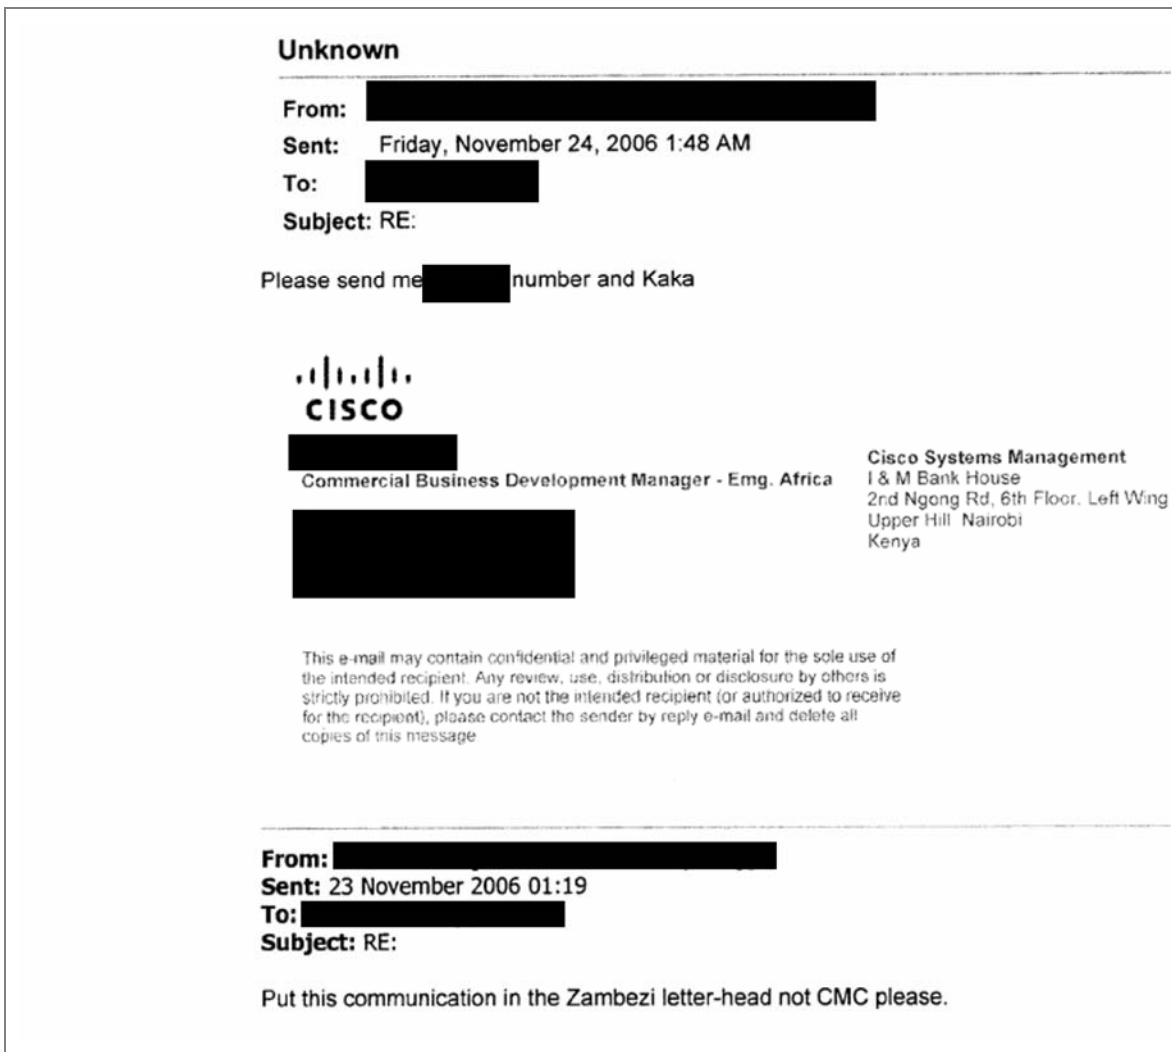 Unknown
From:
Sent: Friday, November 24, 2006 1:48 AM
To:
Subject: RE:
Please send me number and Kaka
CISCO
Commercial Business Development Manager - Emg. Africa
Cisco Systems Management
I & M Bank House
2nd Ngong Rd, 6th Floor. Left Wing
Upper Hill Nairobi
Kenya
This e-mail may contain confidential and privileged material for the sole use of
the intended recipient. Any review, use, distribution or disclosure by others is
strictly prohibited. If you are not the intended recipient (or authorized to receive
for the recipient), please contact the sender by reply e-mail and delete all
copies of this message
From:
Sent: 23 November 2006 01:19
To:
Subject: RE:
Put this communication in the Zambezi letter-head not CMC please.